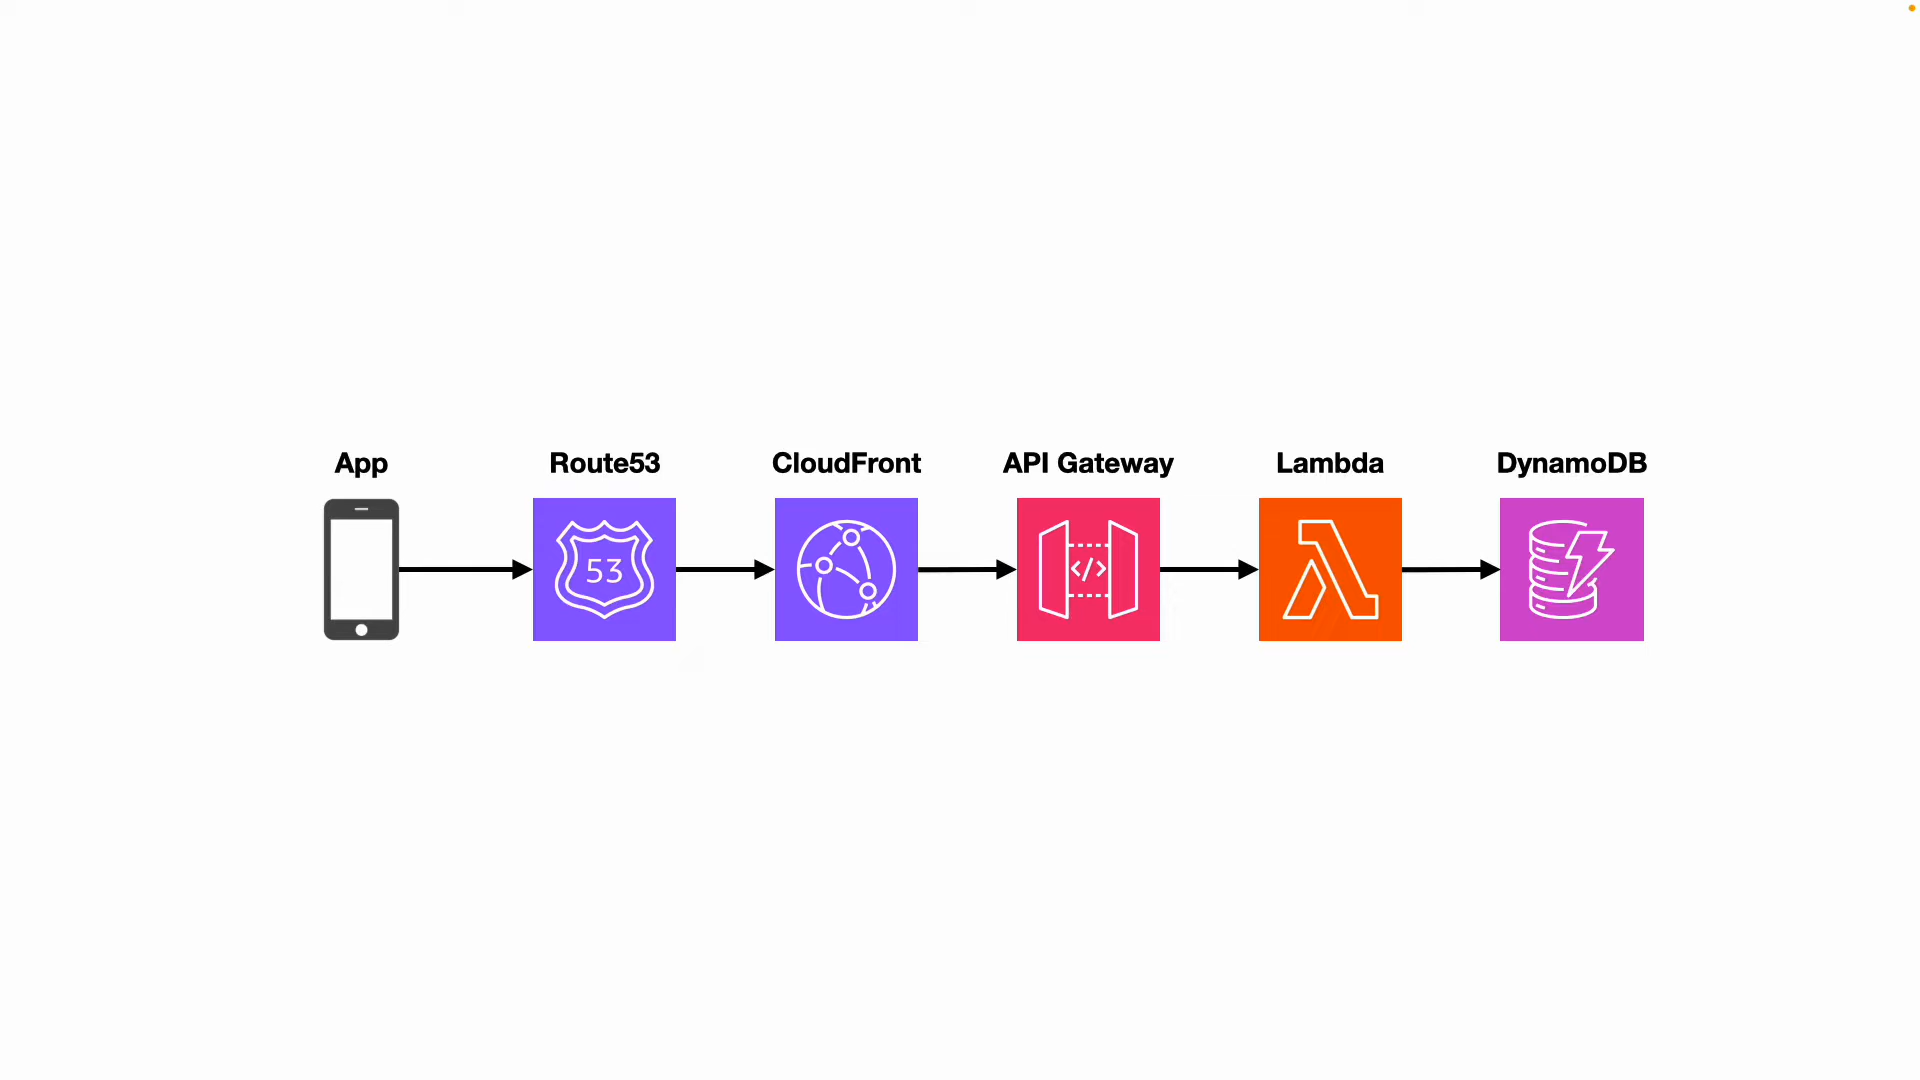 App
Route53
CloudFront
API Gateway
Lambda
DynamoDB
53
</>